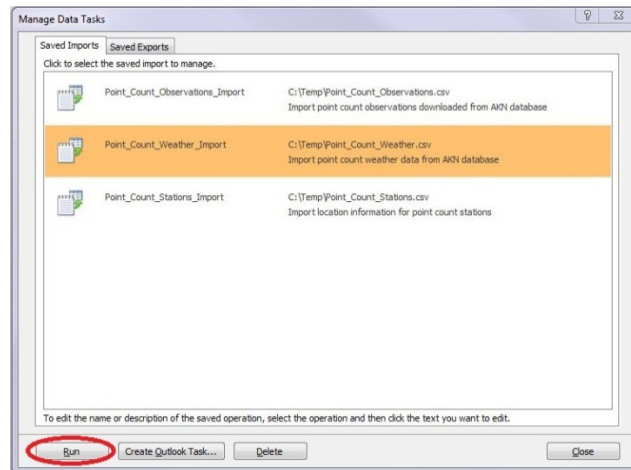 Manage Data Tasks
Saved Imports Saved Exports
Click to select the saved import to manage.
Point_Count_Observations_Import C:\Temp\Point_Count_Observations.csv
Import point count observations downloaded from AKN database
Point_Count_Weather_Import C:\Temp\Point_Count_Weather.csv
Import point count weather data from AKN database
Point_Count_Stations_Import C:\Temp\Point_Count_Stations.csv
Import location information for point count stations
To edit the name or description of the saved operation, select the operation and then click the text you want to edit.
Run Create Outlook Task... Delete Close